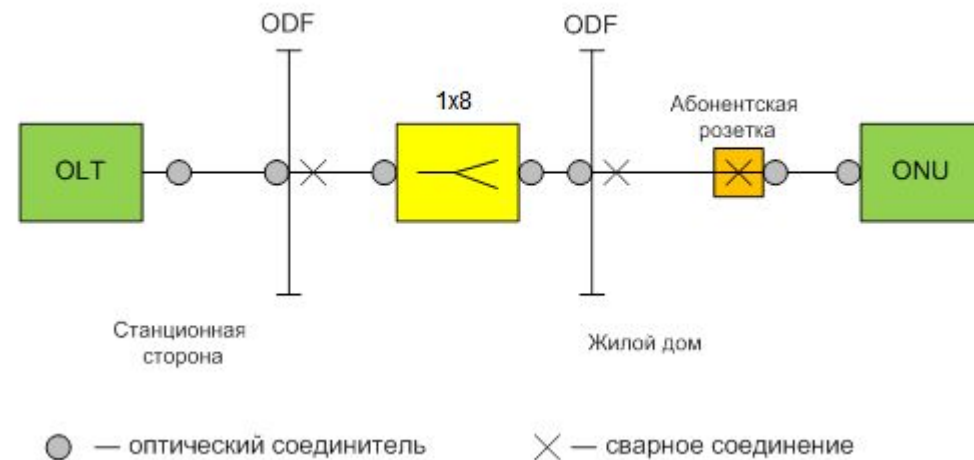 ODF
ODF
1x8
Абонентская
розетка
OLT
ONU
Станционная
сторона
Жилой дом
— оптический соединитель
— сварное соединение